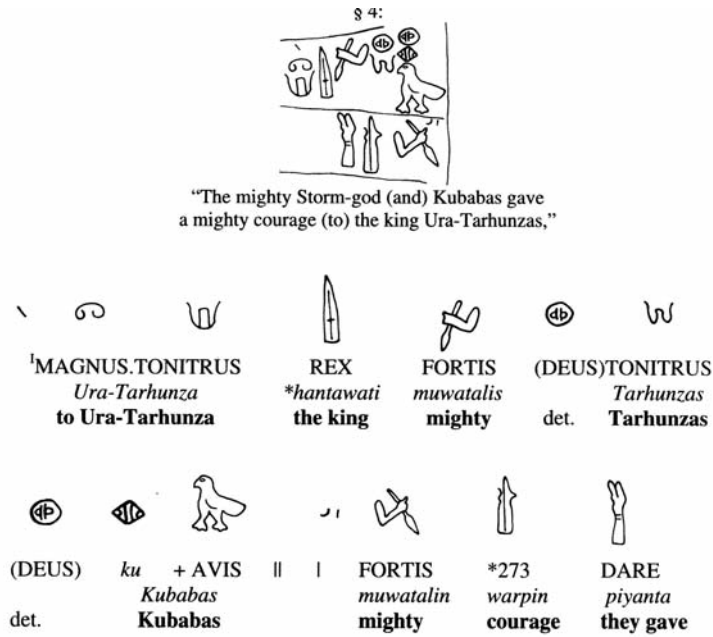 § 4:
“The mighty Storm-god (and) Kubabas gave
a mighty courage (to) the king Ura-Tarhunzas,”
ᴵMAGNUS.TONITRUS REX FORTIS (DEUS)TONITRUS
Ura-Tarhunza *hantawati muwatalis Tarhunzas
to Ura-Tarhunza the king mighty det. Tarhunzas
(DEUS) ku + AVIS || | FORTIS *273 DARE
Kubabas muwatalin warpin piyanta
det. Kubabas mighty courage they gave